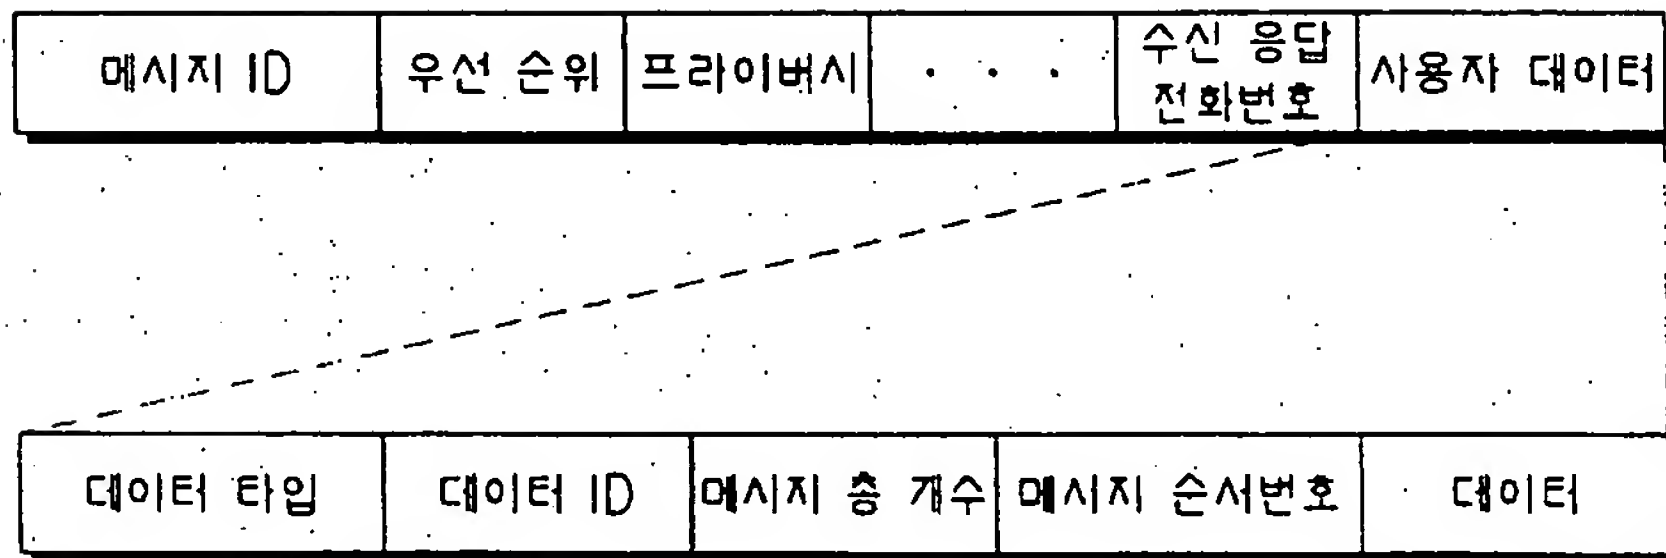 메시지 ID 우선 순위 프라이버시 · · · 수신 응답 전화번호 사용자 데이터
데이터 타입 데이터 ID 메시지 총 개수 메시지 순서번호 데이터